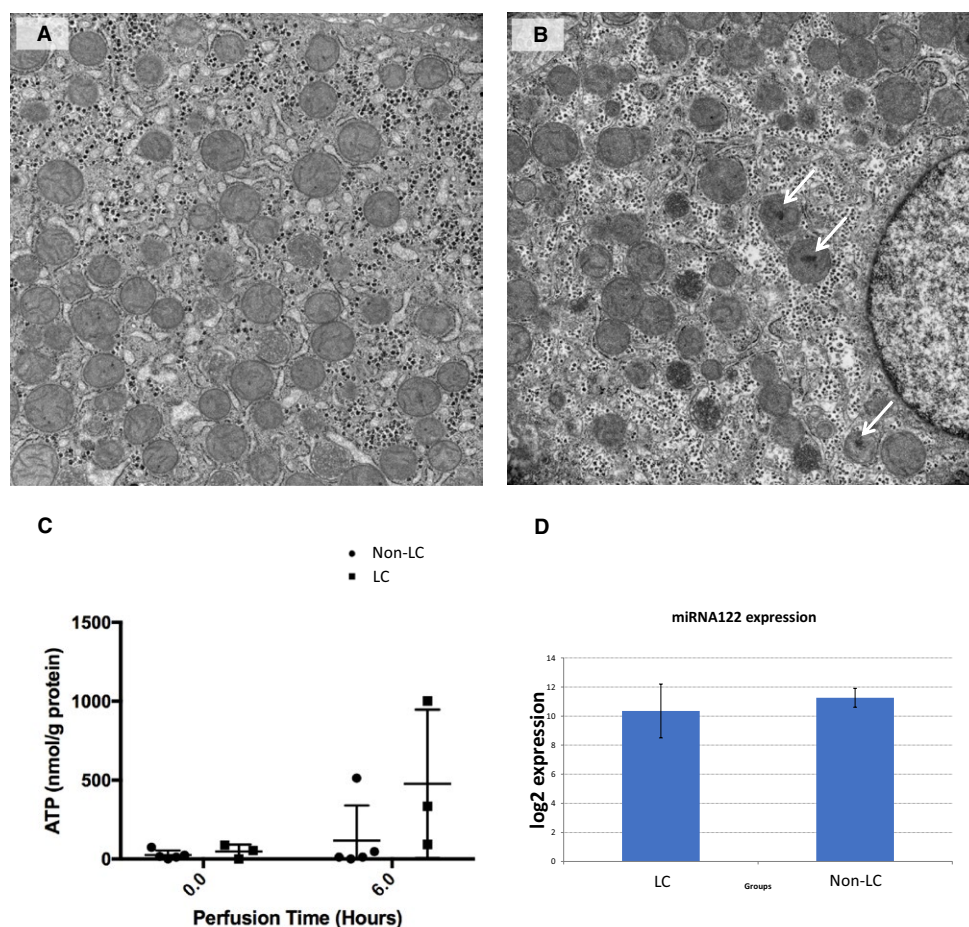 A
B
C
Non-LC
LC
1500
1000
500
0
ATP (nmol/g protein)
0.0
6.0
Perfusion Time (Hours)
D
miRNA122 expression
14
12
10
8
6
4
2
0
log2 expression
LC
Groups
Non-LC